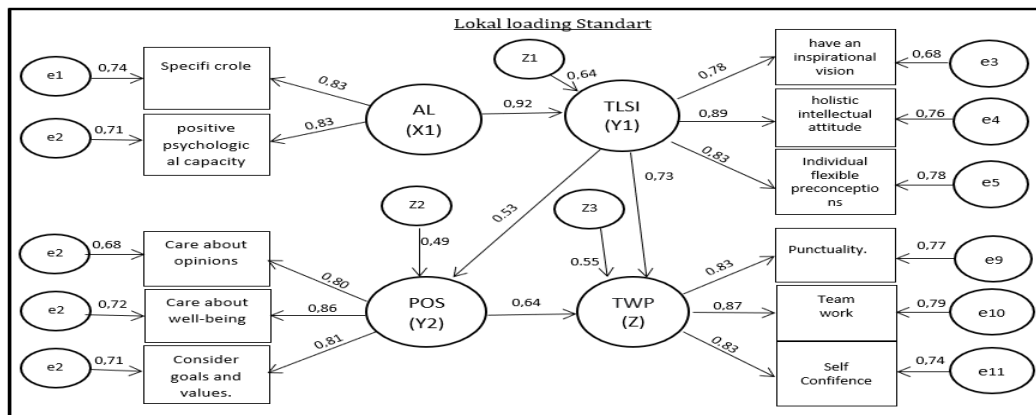 Lokal loading Standart
e1
0,74
Specifi crole
0.83
e2
0,71
positive
psychologi
cal capacity
0,83
AL
(X1)
0,92
Z1
0,64
TLSI
(Y1)
0,78
have an
inspirational
vision
0,68
e3
0,89
holistic
intellectual
attitude
0,76
e4
0,83
Individual
flexible
preconceptio
ns
0,78
e5
0.53
0,73
Z2
0,49
Z3
0.55
e2
0,68
Care about
opinions
0,80
e2
0,72
Care about
well-being
0,86
e2
0,71
Consider
goals and
values.
0,81
POS
(Y2)
0,64
TWP
(Z)
0.83
Punctuality.
0,77
e9
0,87
Team
work
0,79
e10
0,83
Self
Confifence
0,74
e11